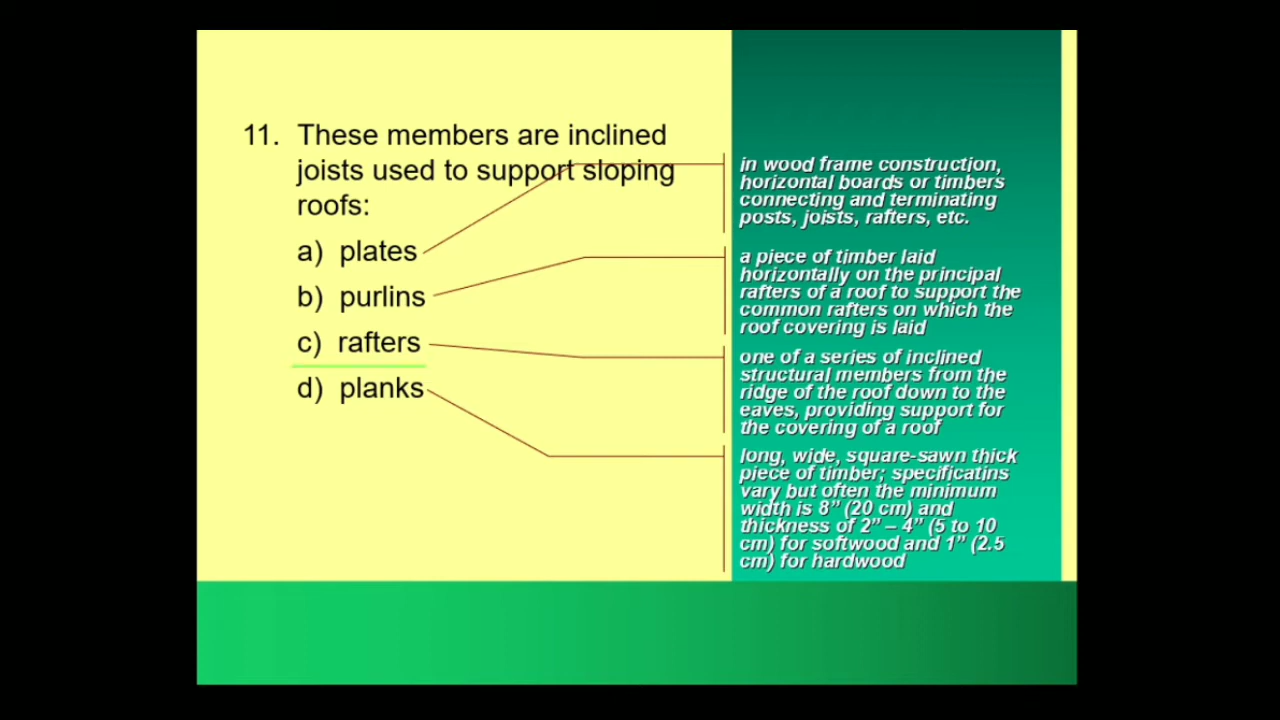 11. These members are inclined
joists used to support sloping
roofs:
a) plates
b) purlins
c) rafters
d) planks
in wood frame construction,
horizontal boards or timbers
connecting and terminating
posts, joists, rafters, etc.
a piece of timber laid
horizontally on the principal
rafters of a roof to support the
common rafters on which the
roof covering is laid
one of a series of inclined
structural members from the
ridge of the roof down to the
eaves, providing support for
the covering of a roof
long, wide, square-sawn thick
piece of timber; specificatins
vary but often the minimum
width is 8” (20 cm) and
thickness of 2” – 4” (5 to 10
cm) for softwood and 1” (2.5
cm) for hardwood